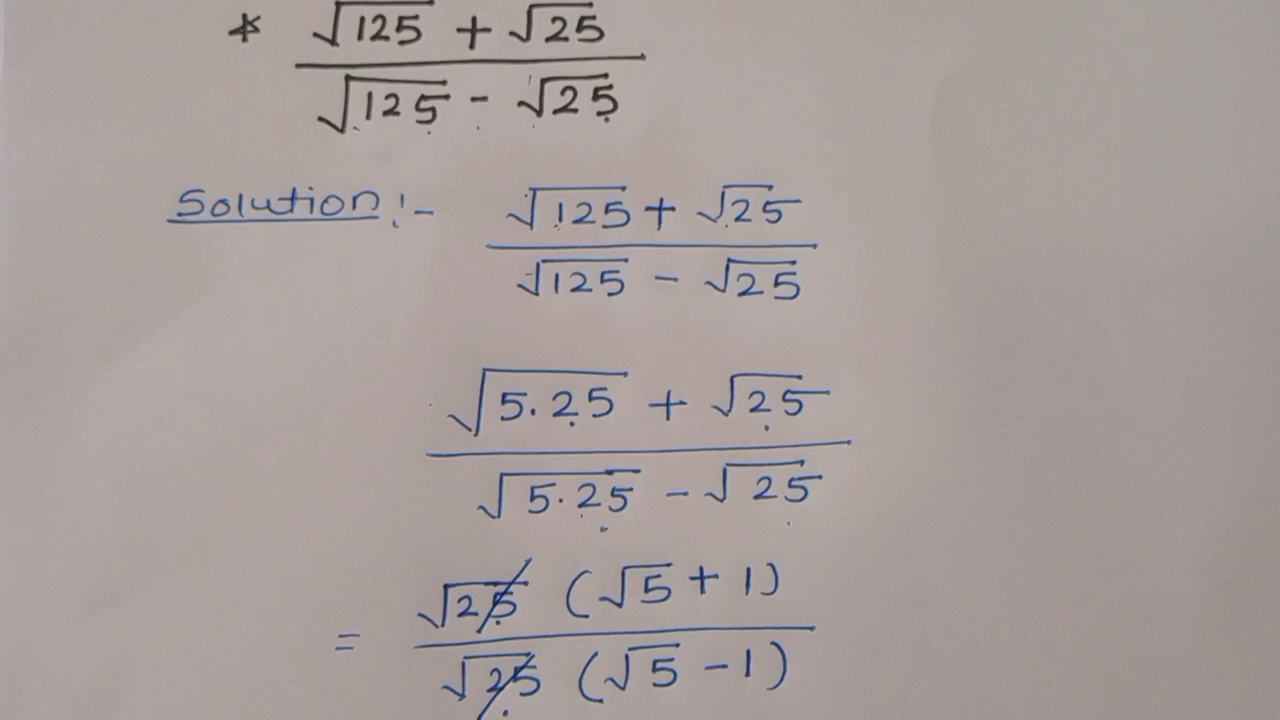 * √125 + √25
√125 - √25
Solution :- √125 + √25
√125 - √25
√5.25 + √25
√5.25 - √25
= √25 (√5 + 1)
√25 (√5 - 1)